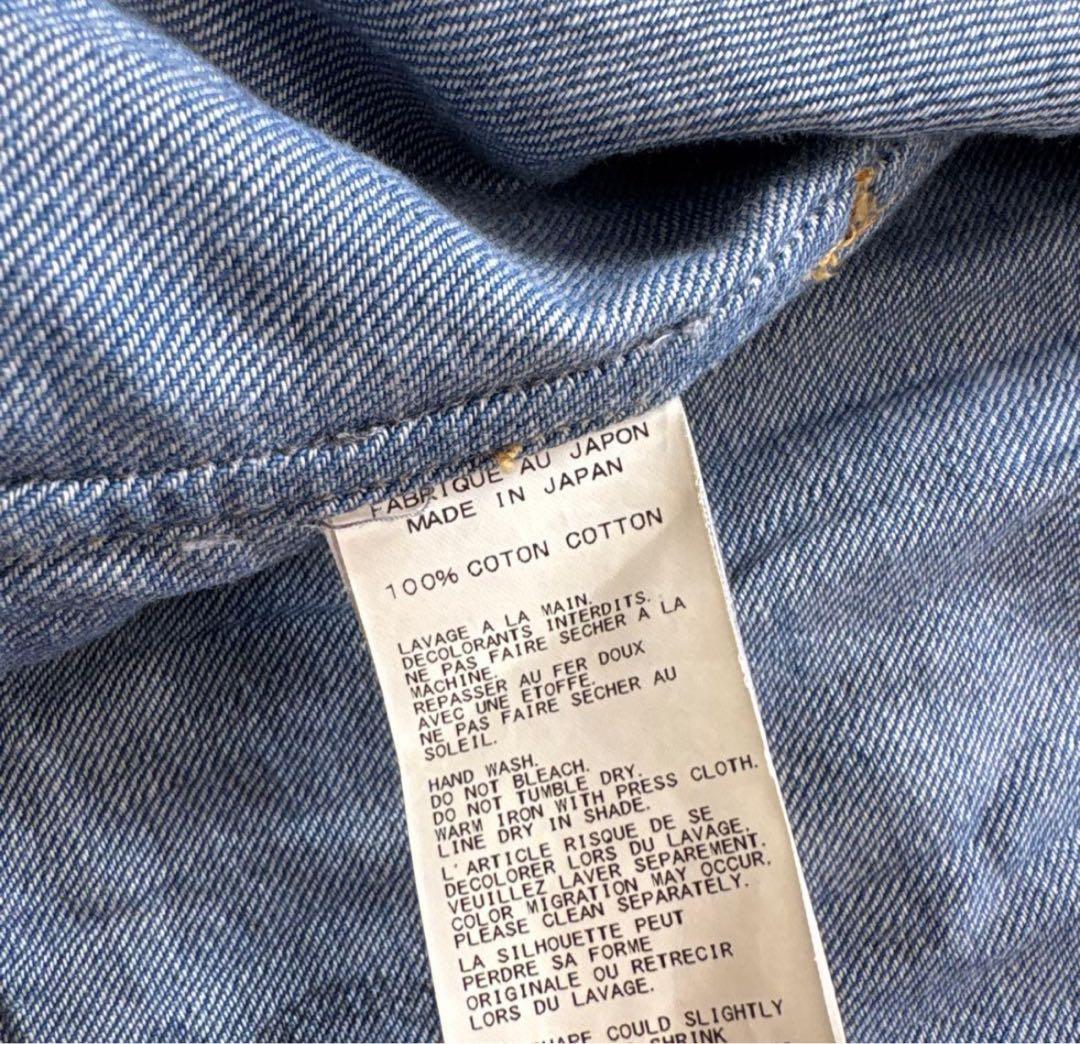 FABRIQUE AU JAPON
MADE IN JAPAN
100% COTON COTTON
LAVAGE A LA MAIN.
DECOLORANTS INTERDITS.
NE PAS FAIRE SECHER A LA
MACHINE.
REPASSER AU FER DOUX
AVEC UNE ETOFFE.
NE PAS FAIRE SECHER AU
SOLEIL.
HAND WASH.
DO NOT BLEACH.
DO NOT TUMBLE DRY.
WARM IRON WITH PRESS CLOTH.
LINE DRY IN SHADE.
L'ARTICLE RISQUE DE SE
DECOLORER LORS DU LAVAGE.
VEUILLEZ LAVER SEPAREMENT.
COLOR MIGRATION MAY OCCUR.
PLEASE CLEAN SEPARATELY.
LA SILHOUETTE PEUT
PERDRE SA FORME
ORIGINALE OU RETRECIR
LORS DU LAVAGE.
COULD SLIGHTLY
SHRINK